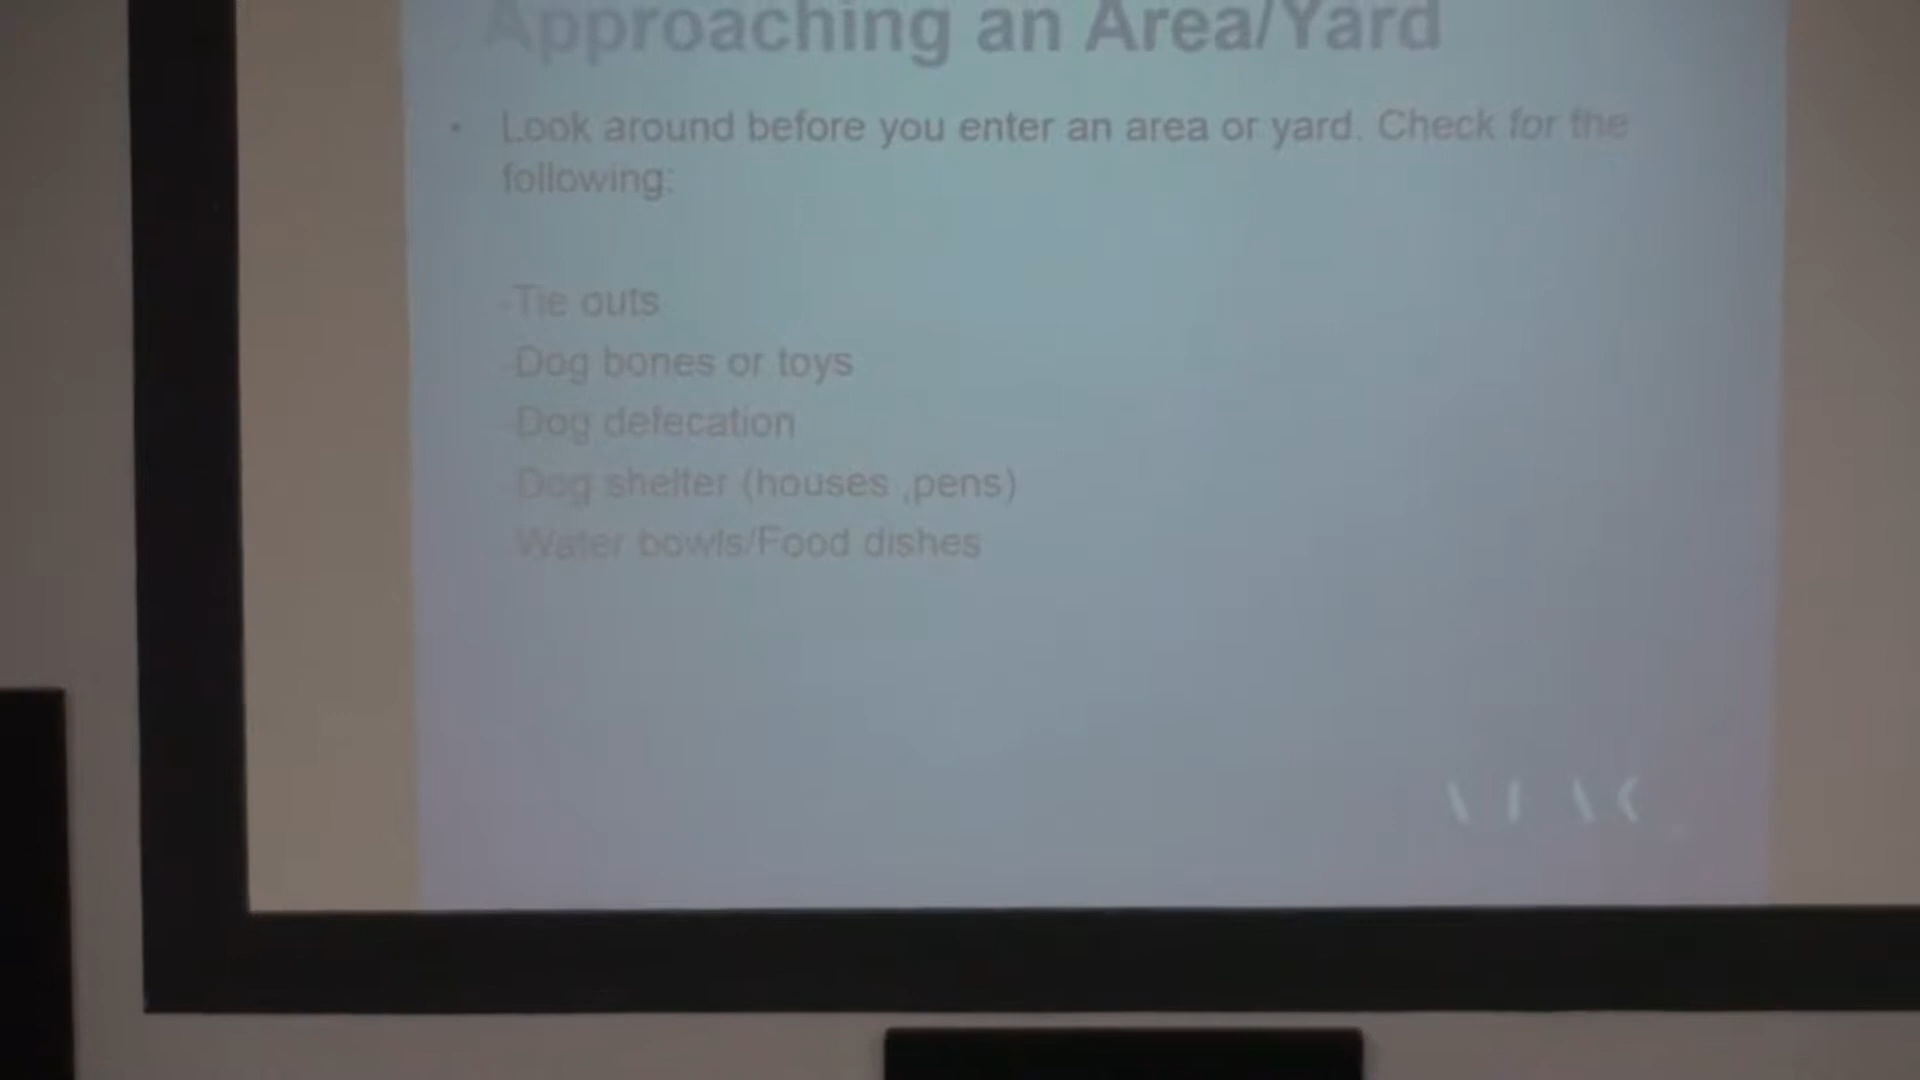 Approaching an Area/Yard
• Look around before you enter an area or yard. Check for the
following:
-Tie outs
-Dog bones or toys
-Dog defecation
-Dog shelter (houses ,pens)
-Water bowls/Food dishes